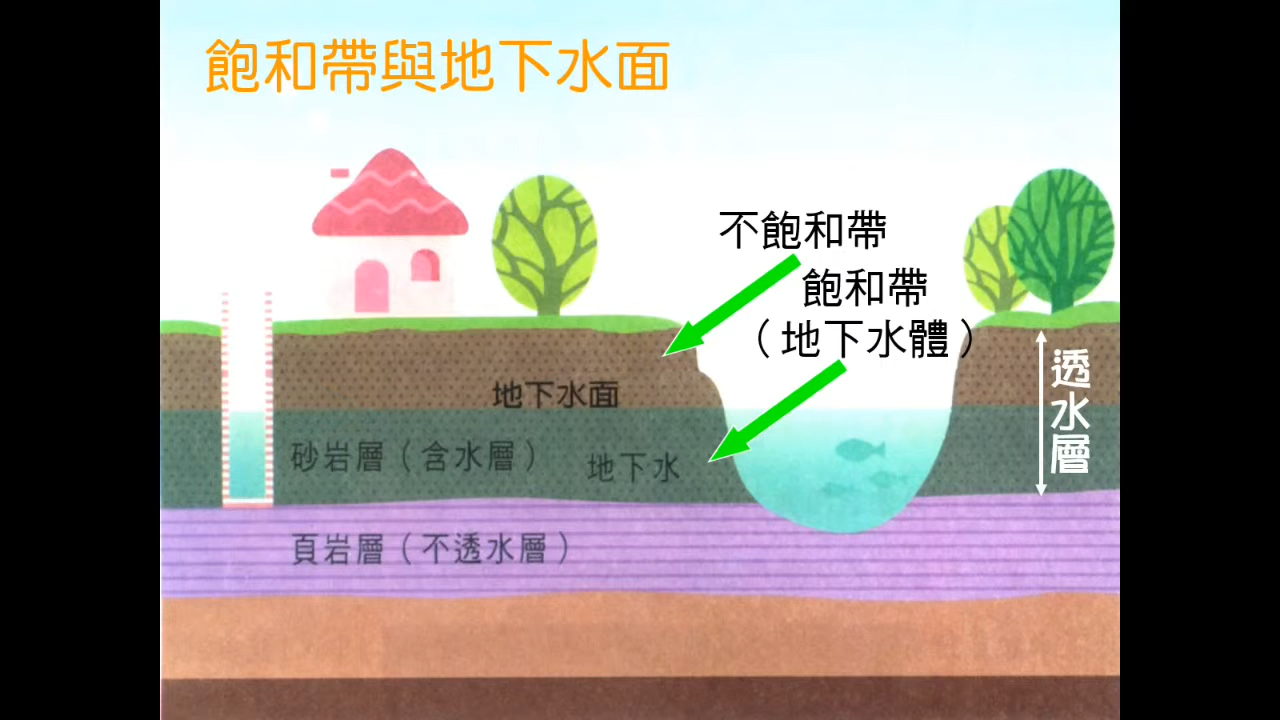 飽和帶與地下水面
不飽和帶
飽和帶
（地下水體）
透水層
地下水面
砂岩層（含水層）
地下水
頁岩層（不透水層）